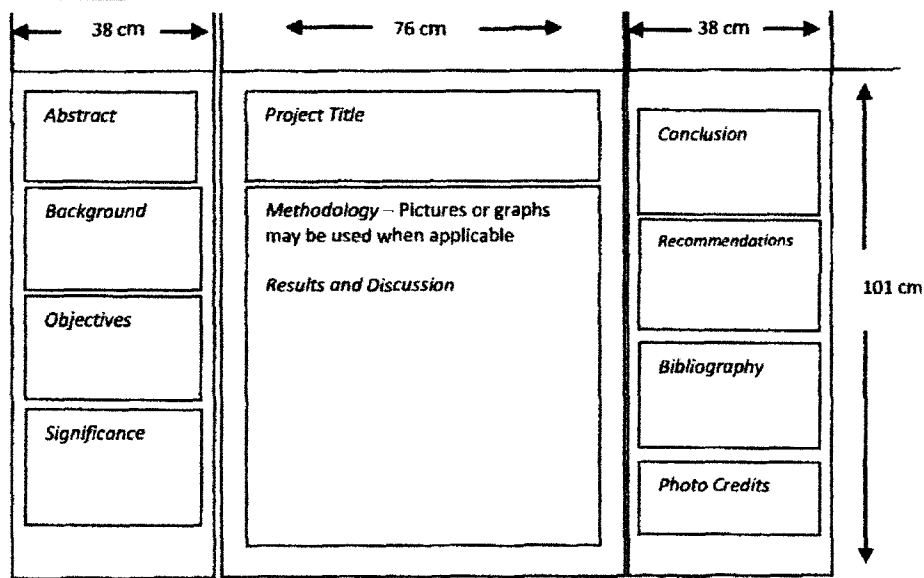 38 cm
76 cm
38 cm
Abstract
Background
Objectives
Significance
Project Title
Methodology – Pictures or graphs
may be used when applicable
Results and Discussion
Conclusion
Recommendations
Bibliography
Photo Credits
101 cm